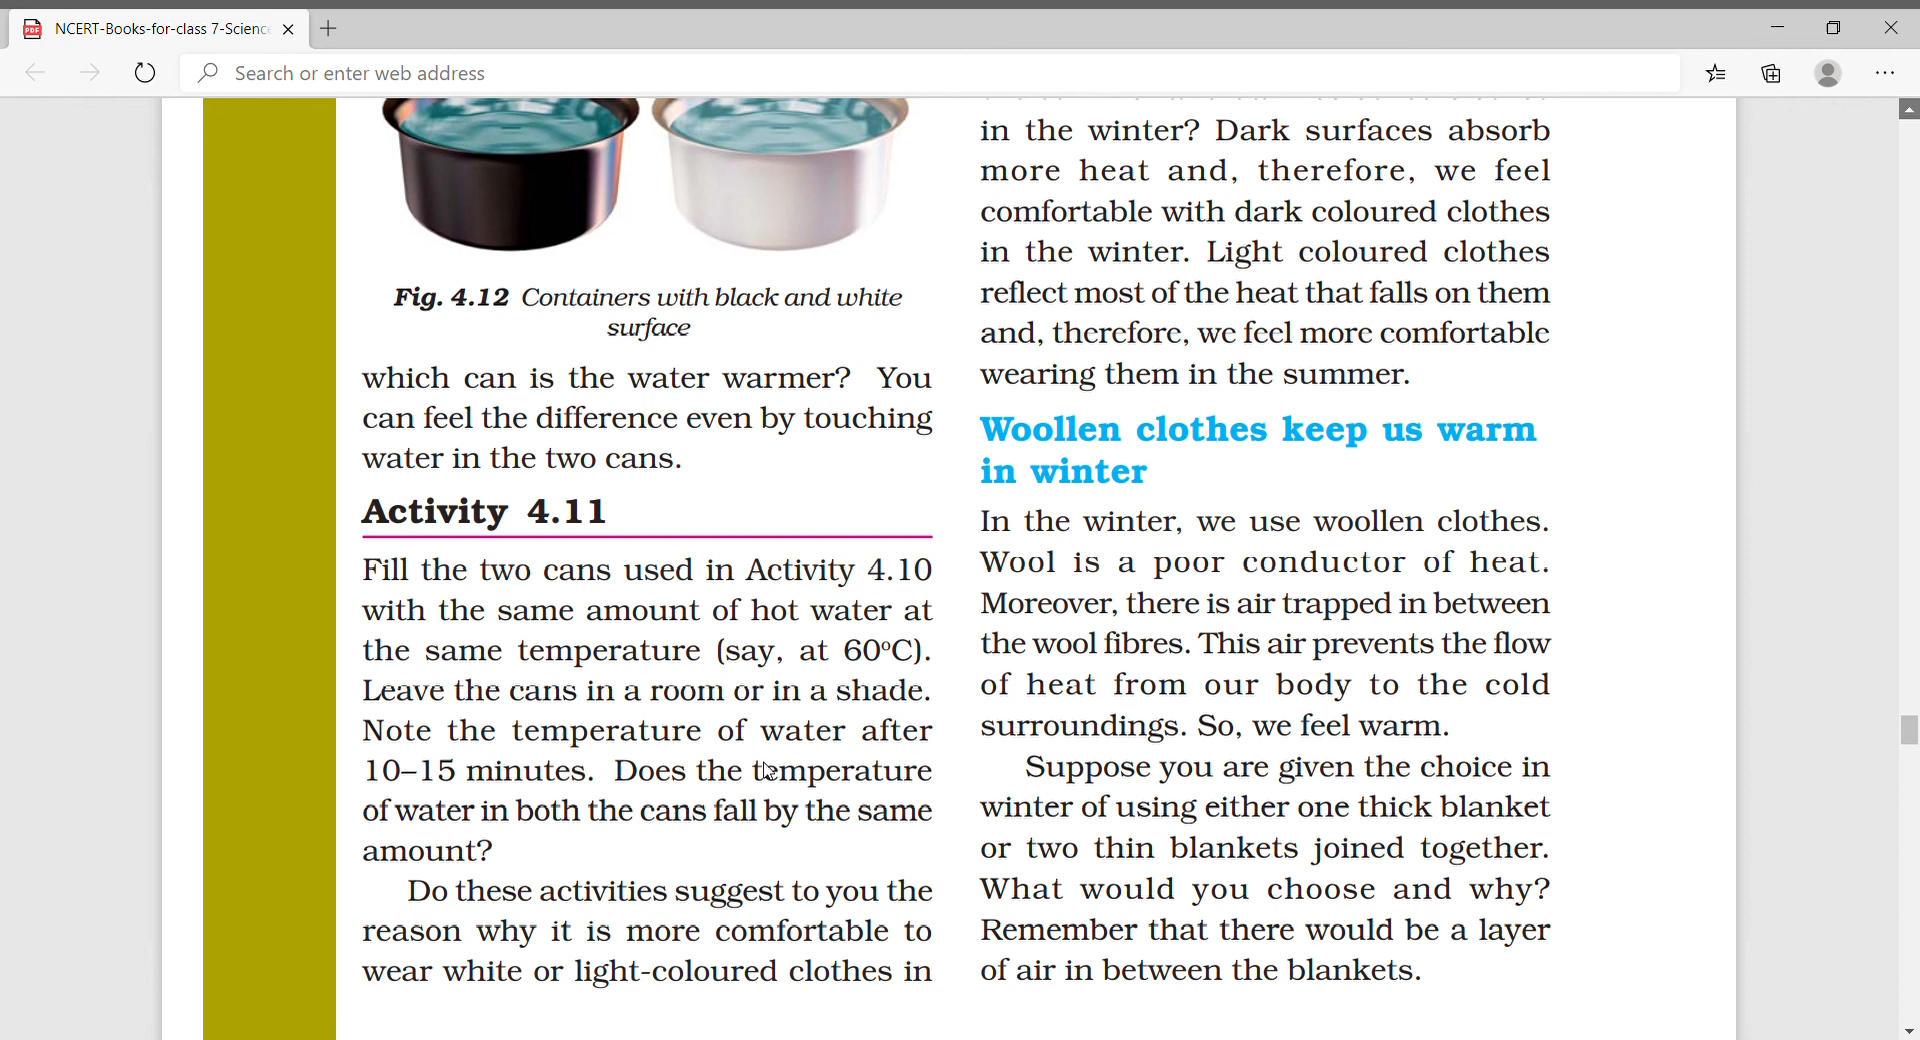 NCERT-Books-for-class 7-Science
Search or enter web address
Fig. 4.12 Containers with black and white
surface
which can is the water warmer? You
can feel the difference even by touching
water in the two cans.
Activity 4.11
Fill the two cans used in Activity 4.10
with the same amount of hot water at
the same temperature (say, at 60°C).
Leave the cans in a room or in a shade.
Note the temperature of water after
10–15 minutes. Does the temperature
of water in both the cans fall by the same
amount?
Do these activities suggest to you the
reason why it is more comfortable to
wear white or light-coloured clothes in
in the winter? Dark surfaces absorb
more heat and, therefore, we feel
comfortable with dark coloured clothes
in the winter. Light coloured clothes
reflect most of the heat that falls on them
and, therefore, we feel more comfortable
wearing them in the summer.
Woollen clothes keep us warm
in winter
In the winter, we use woollen clothes.
Wool is a poor conductor of heat.
Moreover, there is air trapped in between
the wool fibres. This air prevents the flow
of heat from our body to the cold
surroundings. So, we feel warm.
Suppose you are given the choice in
winter of using either one thick blanket
or two thin blankets joined together.
What would you choose and why?
Remember that there would be a layer
of air in between the blankets.